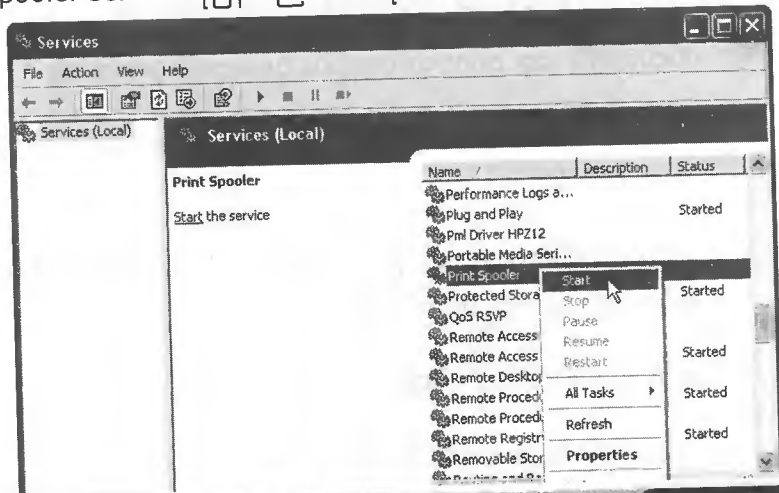 Services
File Action View Help
Services (Local)
Services (Local)
Print Spooler
Start the service
Name / Description Status
Performance Logs a...
Plug and Play Started
Pml Driver HPZ12
Portable Media Seri...
Print Spooler
Protected Stora Started
QoS RSVP
Remote Access
Remote Access Started
Remote Desktop
Remote Proced Started
Remote Procedu
Remote Registr Started
Removable Stor
Start
Stop
Pause
Resume
Restart
All Tasks
Refresh
Properties